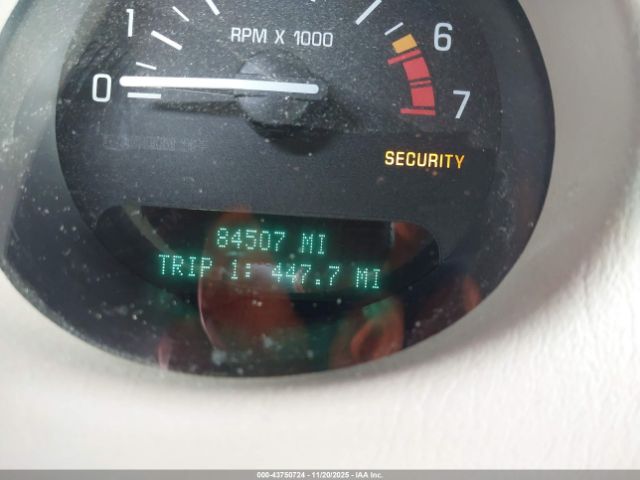 1
RPM X 1000
6
0
7
SECURITY
84507 MI
TRIP 1: 447.7 MI
000-43750724 - 11/20/2025 - IAA Inc.